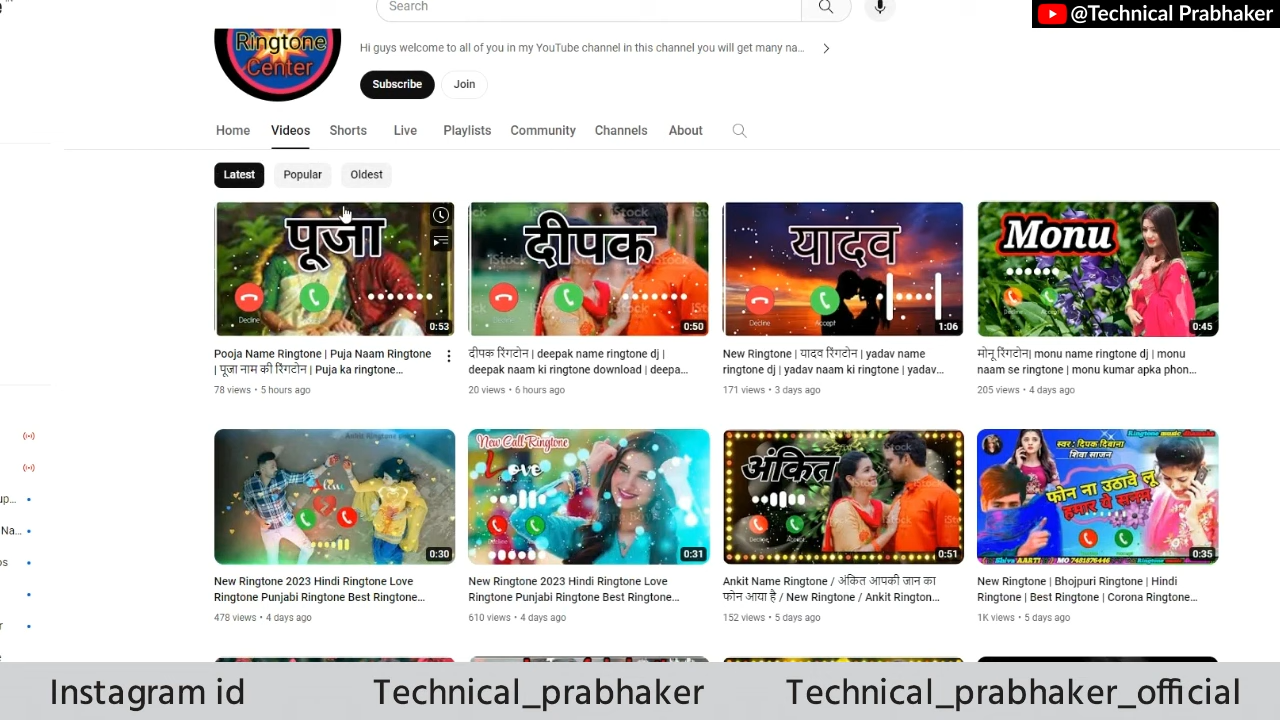 Search
@Technical Prabhaker
Ringtone
Center
Hi guys welcome to all of you in my YouTube channel in this channel you will get many na...
Subscribe
Join
Home
Videos
Shorts
Live
Playlists
Community
Channels
About
Latest
Popular
Oldest
पूजा
Decline
0:53
दीपक
iStock
0:50
यादव
Decline
Accept
1:06
Monu
0:45
Pooja Name Ringtone | Puja Naam Ringtone
| पूजा नाम की रिंगटोन | Puja ka ringtone...
78 views • 5 hours ago
दीपक रिंगटोन | deepak name ringtone dj |
deepak naam ki ringtone download | deepa...
20 views • 6 hours ago
New Ringtone | यादव रिंगटोन | yadav name
ringtone dj | yadav naam ki ringtone | yadav...
171 views • 3 days ago
मोनू रिंगटोन| monu name ringtone dj | monu
naam se ringtone | monu kumar apka phon...
205 views • 4 days ago
0:30
New Call Ringtone
Love
0:31
अंकित
iStock
0:51
स्वर : दिपक दिवाना
शिवा साजन
फोन ना उठावे लू
हमार ये सनम
0:35
New Ringtone 2023 Hindi Ringtone Love
Ringtone Punjabi Ringtone Best Ringtone...
478 views • 4 days ago
New Ringtone 2023 Hindi Ringtone Love
Ringtone Punjabi Ringtone Best Ringtone...
610 views • 4 days ago
Ankit Name Ringtone / अंकित आपकी जान का
फोन आया है / New Ringtone / Ankit Rington...
152 views • 5 days ago
New Ringtone | Bhojpuri Ringtone | Hindi
Ringtone | Best Ringtone | Corona Ringtone...
1K views • 5 days ago
Instagram id
Technical_prabhaker
Technical_prabhaker_official